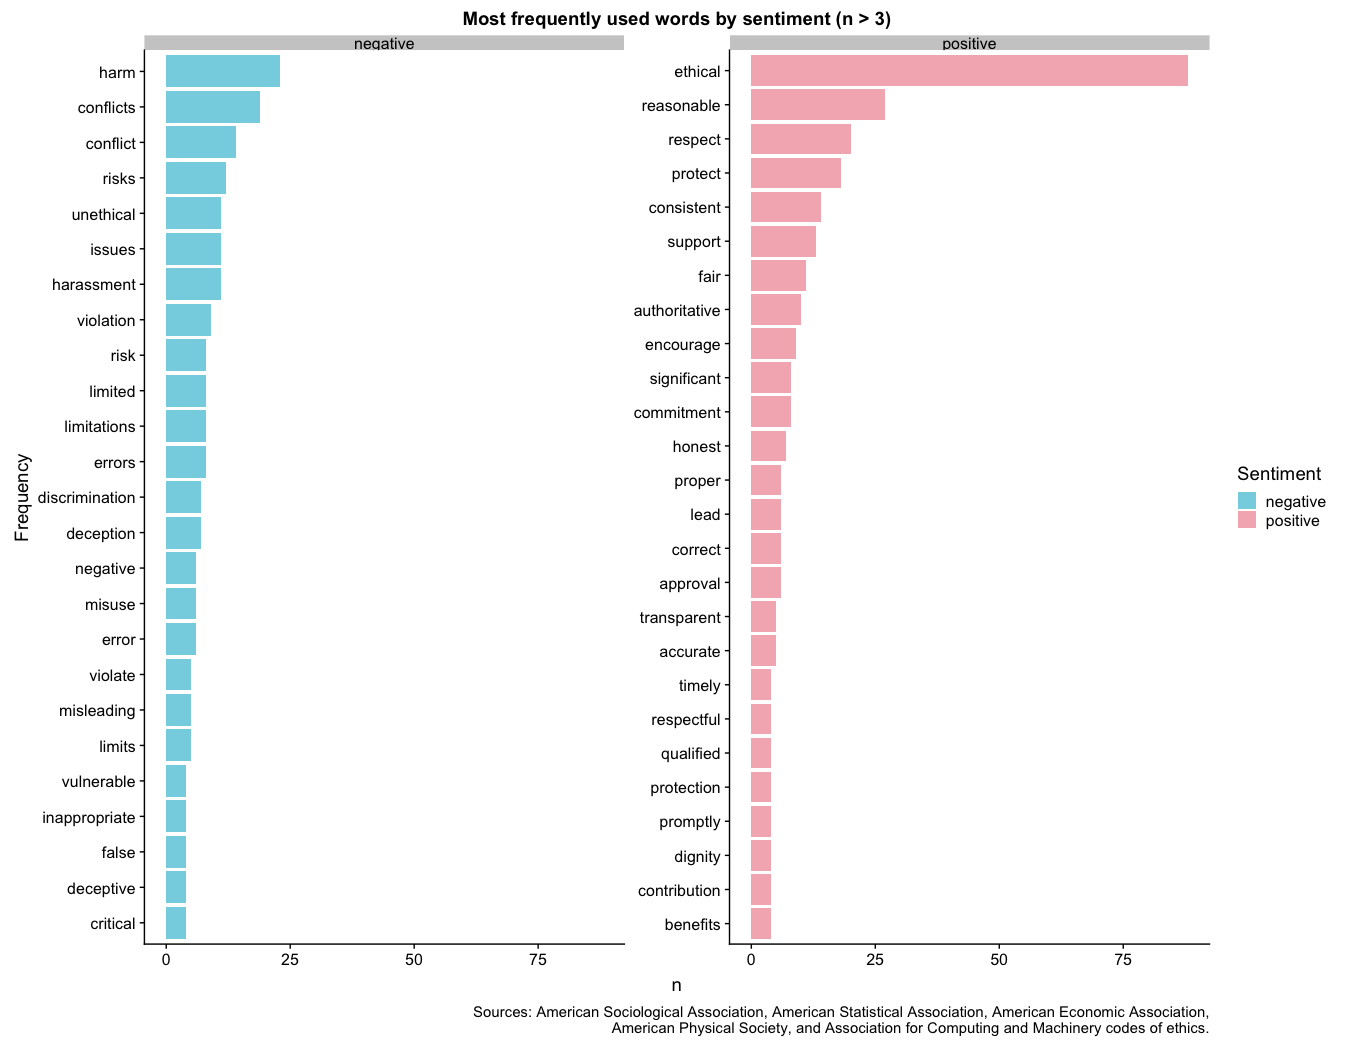 Most frequently used words by sentiment (n > 3)
negative
harm
conflicts
conflict
risks
unethical
issues
harassment
violation
risk
limited
limitations
errors
discrimination
deception
negative
misuse
error
violate
misleading
limits
vulnerable
inappropriate
false
deceptive
critical
0 25 50 75
Frequency
positive
ethical
reasonable
respect
protect
consistent
support
fair
authoritative
encourage
significant
commitment
honest
proper
lead
correct
approval
transparent
accurate
timely
respectful
qualified
protection
promptly
dignity
contribution
benefits
0 25 50 75
n
Sentiment
negative
positive
Sources: American Sociological Association, American Statistical Association, American Economic Association,
American Physical Society, and Association for Computing and Machinery codes of ethics.